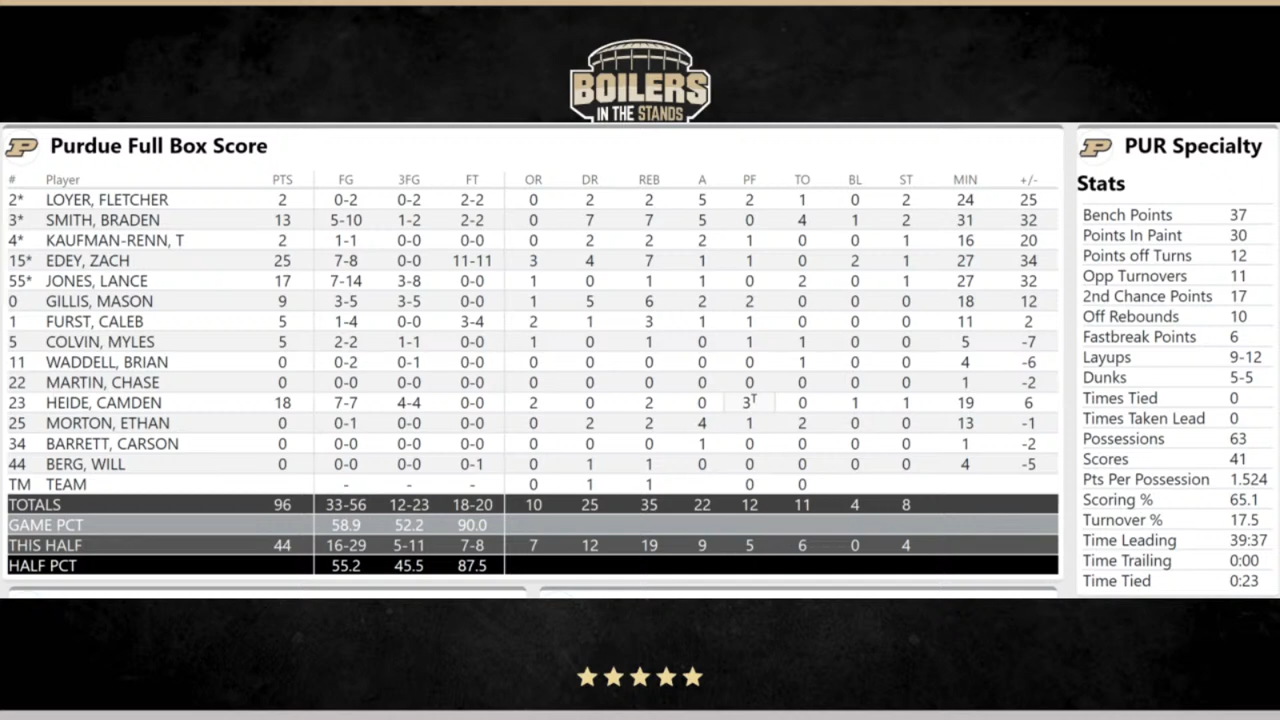 BOILERS
IN THE STANDS
P Purdue Full Box Score
# Player PTS FG 3FG FT OR DR REB A PF TO BL ST MIN +/-
2* LOYER, FLETCHER 2 0-2 0-2 2-2 0 2 2 5 2 1 0 2 24 25
3* SMITH, BRADEN 13 5-10 1-2 2-2 0 7 7 5 0 4 1 2 31 32
4* KAUFMAN-RENN, T 2 1-1 0-0 0-0 0 2 2 2 1 0 0 1 16 20
15* EDEY, ZACH 25 7-8 0-0 11-11 3 4 7 1 1 0 2 1 27 34
55* JONES, LANCE 17 7-14 3-8 0-0 1 0 1 1 0 2 0 1 27 32
0 GILLIS, MASON 9 3-5 3-5 0-0 1 5 6 2 2 0 0 0 18 12
1 FURST, CALEB 5 1-4 0-0 3-4 2 1 3 1 1 0 0 0 11 2
5 COLVIN, MYLES 5 2-2 1-1 0-0 1 0 1 0 1 1 0 0 5 -7
11 WADDELL, BRIAN 0 0-2 0-1 0-0 0 0 0 0 0 1 0 0 4 -6
22 MARTIN, CHASE 0 0-0 0-0 0-0 0 0 0 0 0 0 0 0 1 -2
23 HEIDE, CAMDEN 18 7-7 4-4 0-0 2 0 2 0 3T 0 1 1 19 6
25 MORTON, ETHAN 0 0-1 0-0 0-0 0 2 2 4 1 2 0 0 13 -1
34 BARRETT, CARSON 0 0-0 0-0 0-0 0 0 0 1 0 0 0 0 1 -2
44 BERG, WILL 0 0-0 0-0 0-1 0 1 1 0 0 0 0 0 4 -5
TM TEAM - - - 0 1 1 0 0
TOTALS 96 33-56 12-23 18-20 10 25 35 22 12 11 4 8
GAME PCT 58.9 52.2 90.0
THIS HALF 44 16-29 5-11 7-8 7 12 19 9 5 6 0 4
HALF PCT 55.2 45.5 87.5
P PUR Specialty
Stats
Bench Points 37
Points In Paint 30
Points off Turns 12
Opp Turnovers 11
2nd Chance Points 17
Off Rebounds 10
Fastbreak Points 6
Layups 9-12
Dunks 5-5
Times Tied 0
Times Taken Lead 0
Possessions 63
Scores 41
Pts Per Possession 1.524
Scoring % 65.1
Turnover % 17.5
Time Leading 39:37
Time Trailing 0:00
Time Tied 0:23